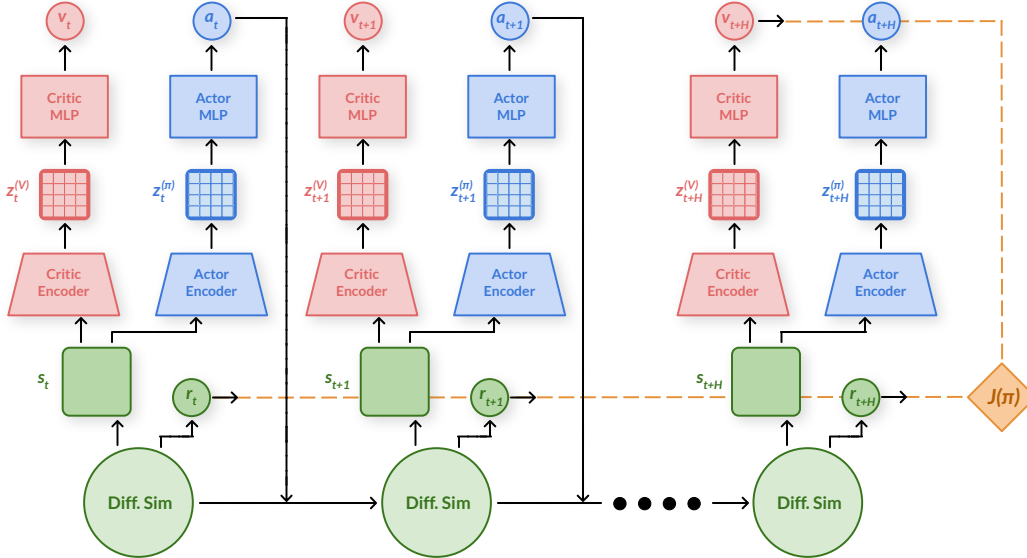 v_t
a_t
v_{t+1}
a_{t+1}
v_{t+H}
a_{t+H}
Critic
MLP
Actor
MLP
Critic
MLP
Actor
MLP
Critic
MLP
Actor
MLP
z_t^{(V)}
z_t^{(π)}
z_{t+1}^{(V)}
z_{t+1}^{(π)}
z_{t+H}^{(V)}
z_{t+H}^{(π)}
Critic
Encoder
Actor
Encoder
Critic
Encoder
Actor
Encoder
Critic
Encoder
Actor
Encoder
s_t
r_t
s_{t+1}
r_{t+1}
s_{t+H}
r_{t+H}
J(π)
Diff. Sim
Diff. Sim
Diff. Sim